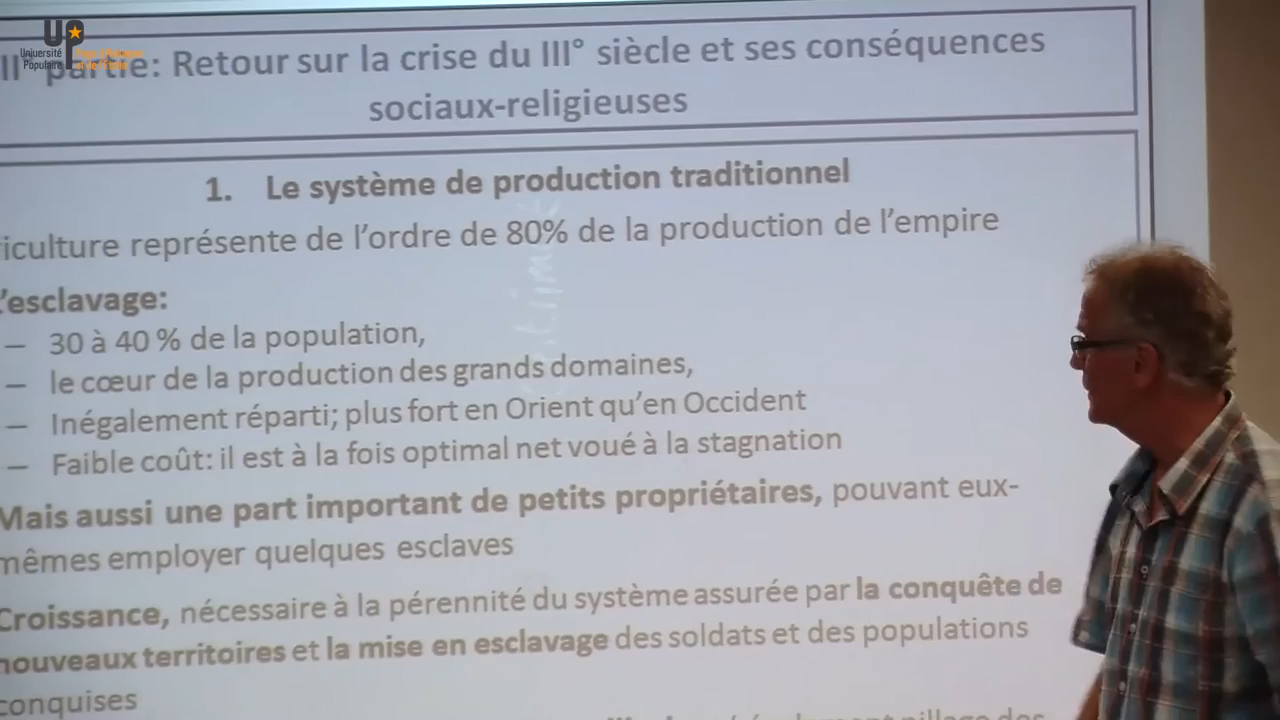 UP
Université
Populaire
II° partie: Retour sur la crise du III° siècle et ses conséquences
sociaux-religieuses
1. Le système de production traditionnel
iculture représente de l'ordre de 80% de la production de l'empire
'esclavage:
– 30 à 40 % de la population,
– le cœur de la production des grands domaines,
– Inégalement réparti; plus fort en Orient qu'en Occident
– Faible coût: il est à la fois optimal net voué à la stagnation
Mais aussi une part important de petits propriétaires, pouvant eux-
mêmes employer quelques esclaves
Croissance, nécessaire à la pérennité du système assurée par la conquête de
nouveaux territoires et la mise en esclavage des soldats et des populations
conquises
pillage des